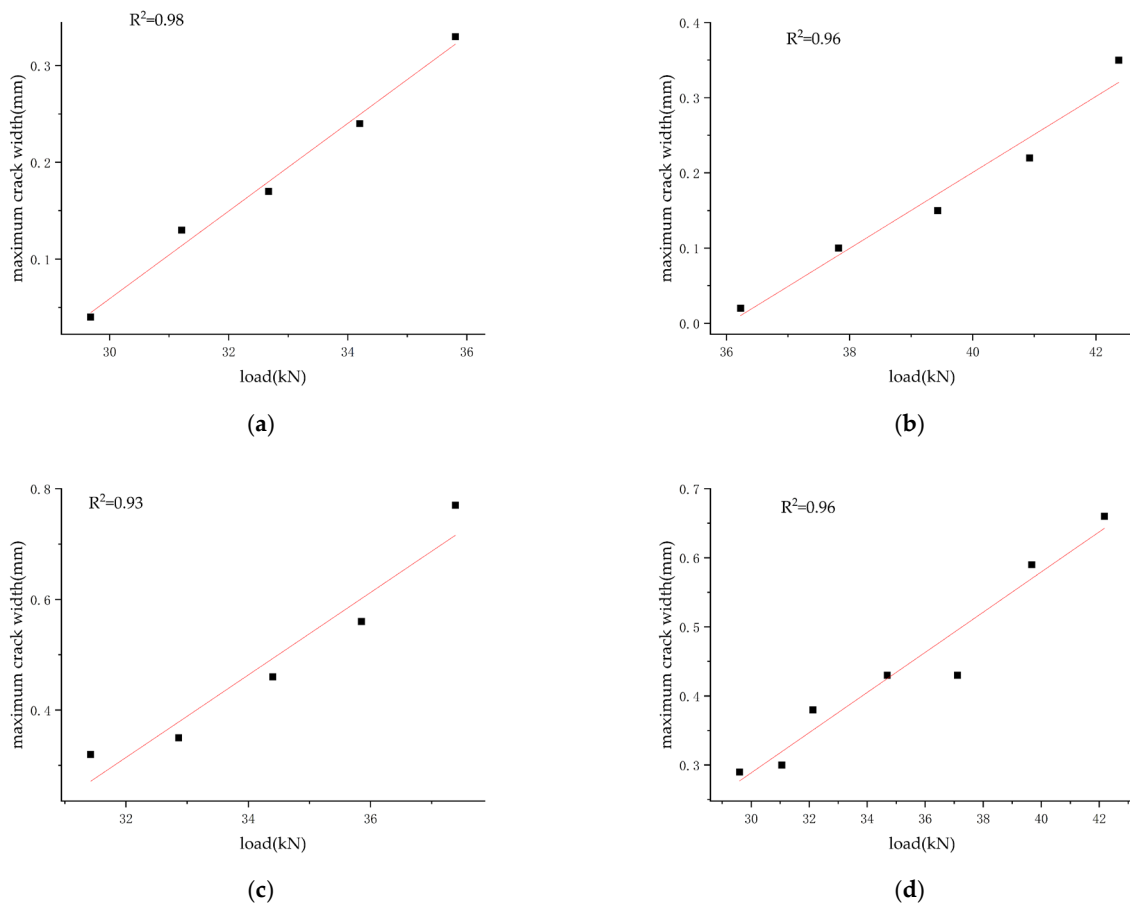 R²=0.98
maximum crack width(mm)
0.3
0.2
0.1
30 32 34 36
load(kN)
(a)
R²=0.96
maximum crack width(mm)
0.4
0.3
0.2
0.1
0.0
36 38 40 42
load(kN)
(b)
R²=0.93
maximum crack width(mm)
0.8
0.6
0.4
32 34 36
load(kN)
(c)
R²=0.96
maximum crack width(mm)
0.7
0.6
0.5
0.4
0.3
30 32 34 36 38 40 42
load(kN)
(d)